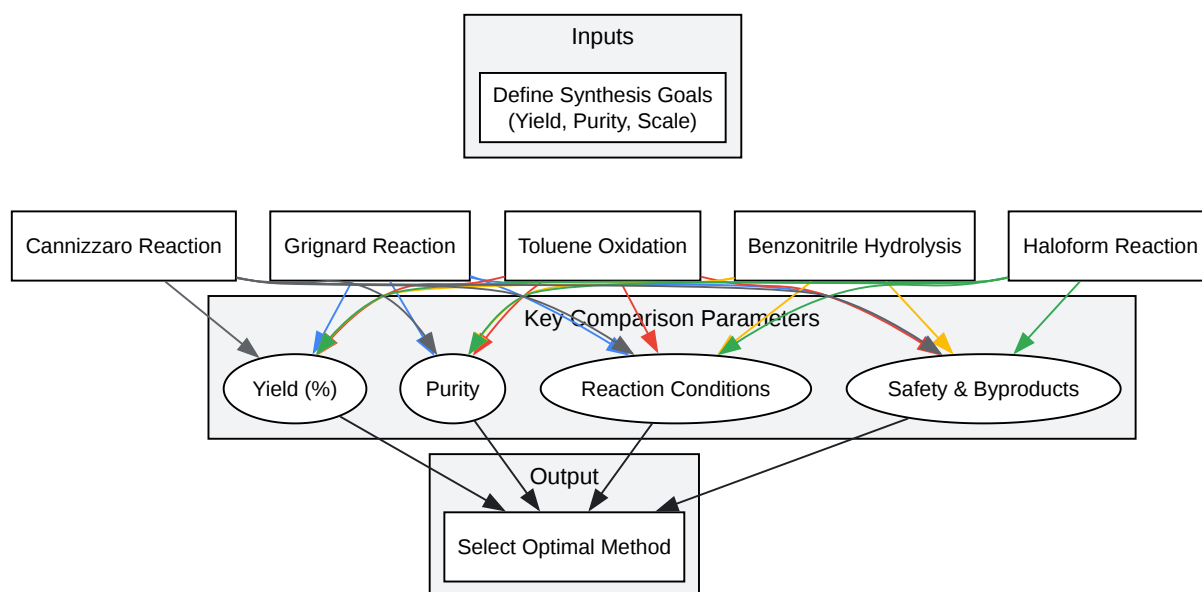 Inputs
Define Synthesis Goals
(Yield, Purity, Scale)
Cannizzaro Reaction
Grignard Reaction
Toluene Oxidation
Benzonitrile Hydrolysis
Haloform Reaction
Key Comparison Parameters
Yield (%)
Purity
Reaction Conditions
Safety & Byproducts
Output
Select Optimal Method